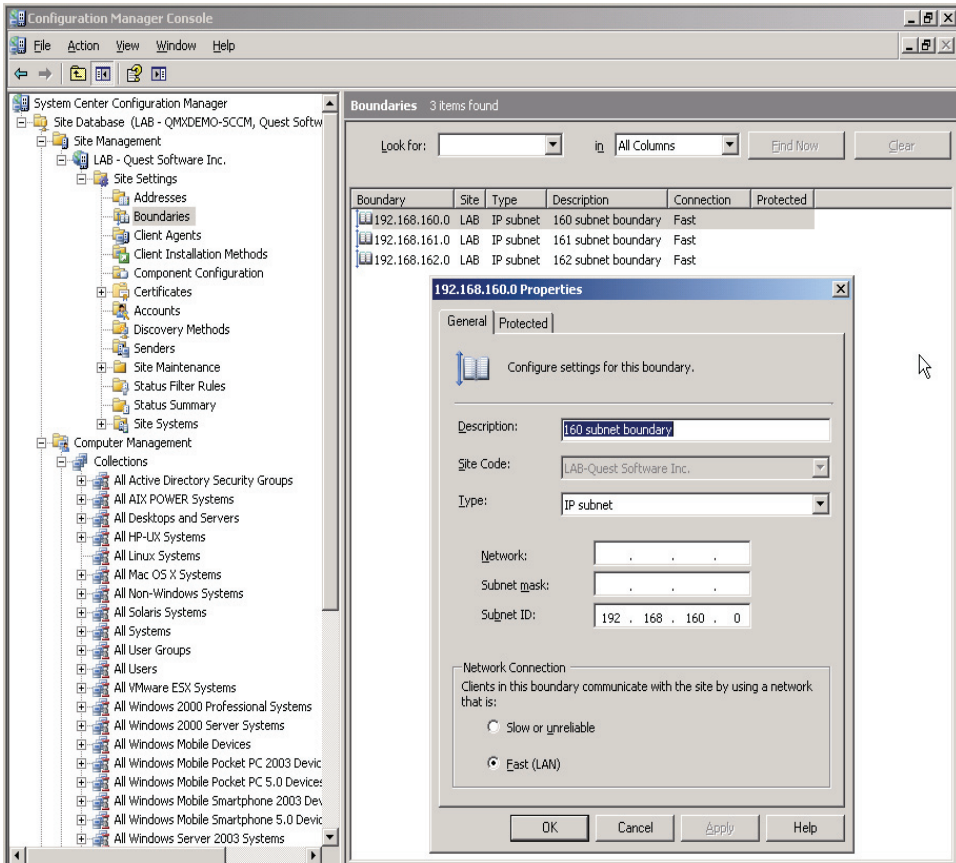 Configuration Manager Console
File Action View Window Help
System Center Configuration Manager
Site Database (LAB - QMXDEMO-SCCM, Quest Softw
Site Management
LAB - Quest Software Inc.
Site Settings
Addresses
Boundaries
Client Agents
Client Installation Methods
Component Configuration
Certificates
Accounts
Discovery Methods
Senders
Site Maintenance
Status Filter Rules
Status Summary
Site Systems
Computer Management
Collections
All Active Directory Security Groups
All AIX POWER Systems
All Desktops and Servers
All HP-UX Systems
All Linux Systems
All Mac OS X Systems
All Non-Windows Systems
All Solaris Systems
All Systems
All User Groups
All Users
All VMware ESX Systems
All Windows 2000 Professional Systems
All Windows 2000 Server Systems
All Windows Mobile Devices
All Windows Mobile Pocket PC 2003 Devic
All Windows Mobile Pocket PC 5.0 Devices
All Windows Mobile Smartphone 2003 Dev
All Windows Mobile Smartphone 5.0 Devic
All Windows Server 2003 Systems
Boundaries 3 items found
Look for: in All Columns Find Now Clear
Boundary Site Type Description Connection Protected
192.168.160.0 LAB IP subnet 160 subnet boundary Fast
192.168.161.0 LAB IP subnet 161 subnet boundary Fast
192.168.162.0 LAB IP subnet 162 subnet boundary Fast
192.168.160.0 Properties
General Protected
Configure settings for this boundary.
Description: 160 subnet boundary
Site Code: LAB-Quest Software Inc.
Type: IP subnet
Network: . . .
Subnet mask: . . .
Subnet ID: 192 . 168 . 160 . 0
Network Connection
Clients in this boundary communicate with the site by using a network
that is:
Slow or unreliable
Fast (LAN)
OK Cancel Apply Help